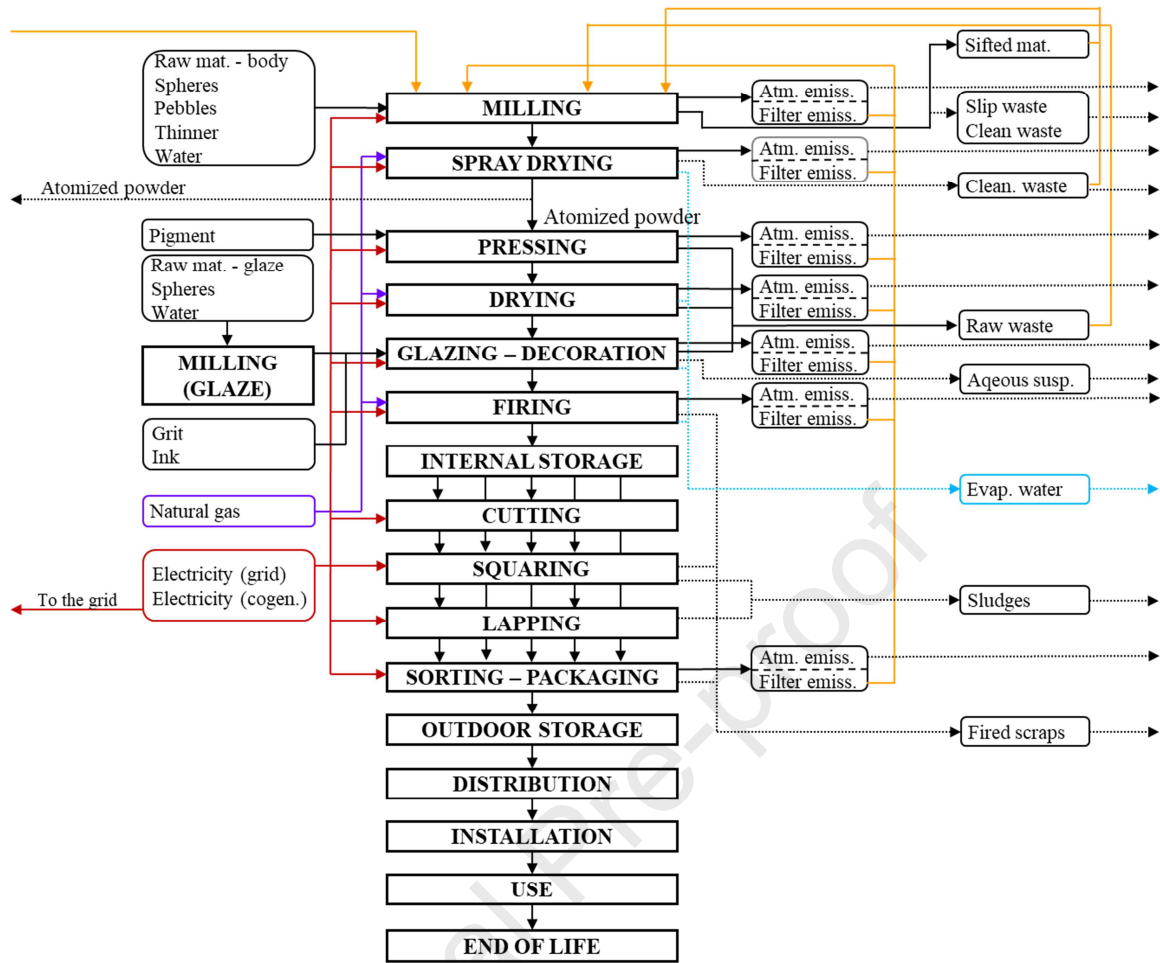 Raw mat. - body
Spheres
Pebbles
Thinner
Water
MILLING
Atm. emiss.
Filter emiss.
Sifted mat.
Slip waste
Clean waste
SPRAY DRYING
Atm. emiss.
Filter emiss.
Clean. waste
Atomized powder
Atomized powder
Pigment
PRESSING
Atm. emiss.
Filter emiss.
Raw mat. - glaze
Spheres
Water
DRYING
Atm. emiss.
Filter emiss.
Raw waste
MILLING
(GLAZE)
GLAZING – DECORATION
Atm. emiss.
Filter emiss.
Aqeous susp.
FIRING
Atm. emiss.
Filter emiss.
Grit
Ink
INTERNAL STORAGE
Natural gas
Evap. water
CUTTING
Electricity (grid)
Electricity (cogen.)
To the grid
SQUARING
Sludges
LAPPING
SORTING – PACKAGING
Atm. emiss.
Filter emiss.
OUTDOOR STORAGE
Fired scraps
DISTRIBUTION
INSTALLATION
USE
END OF LIFE
el Pre-proof